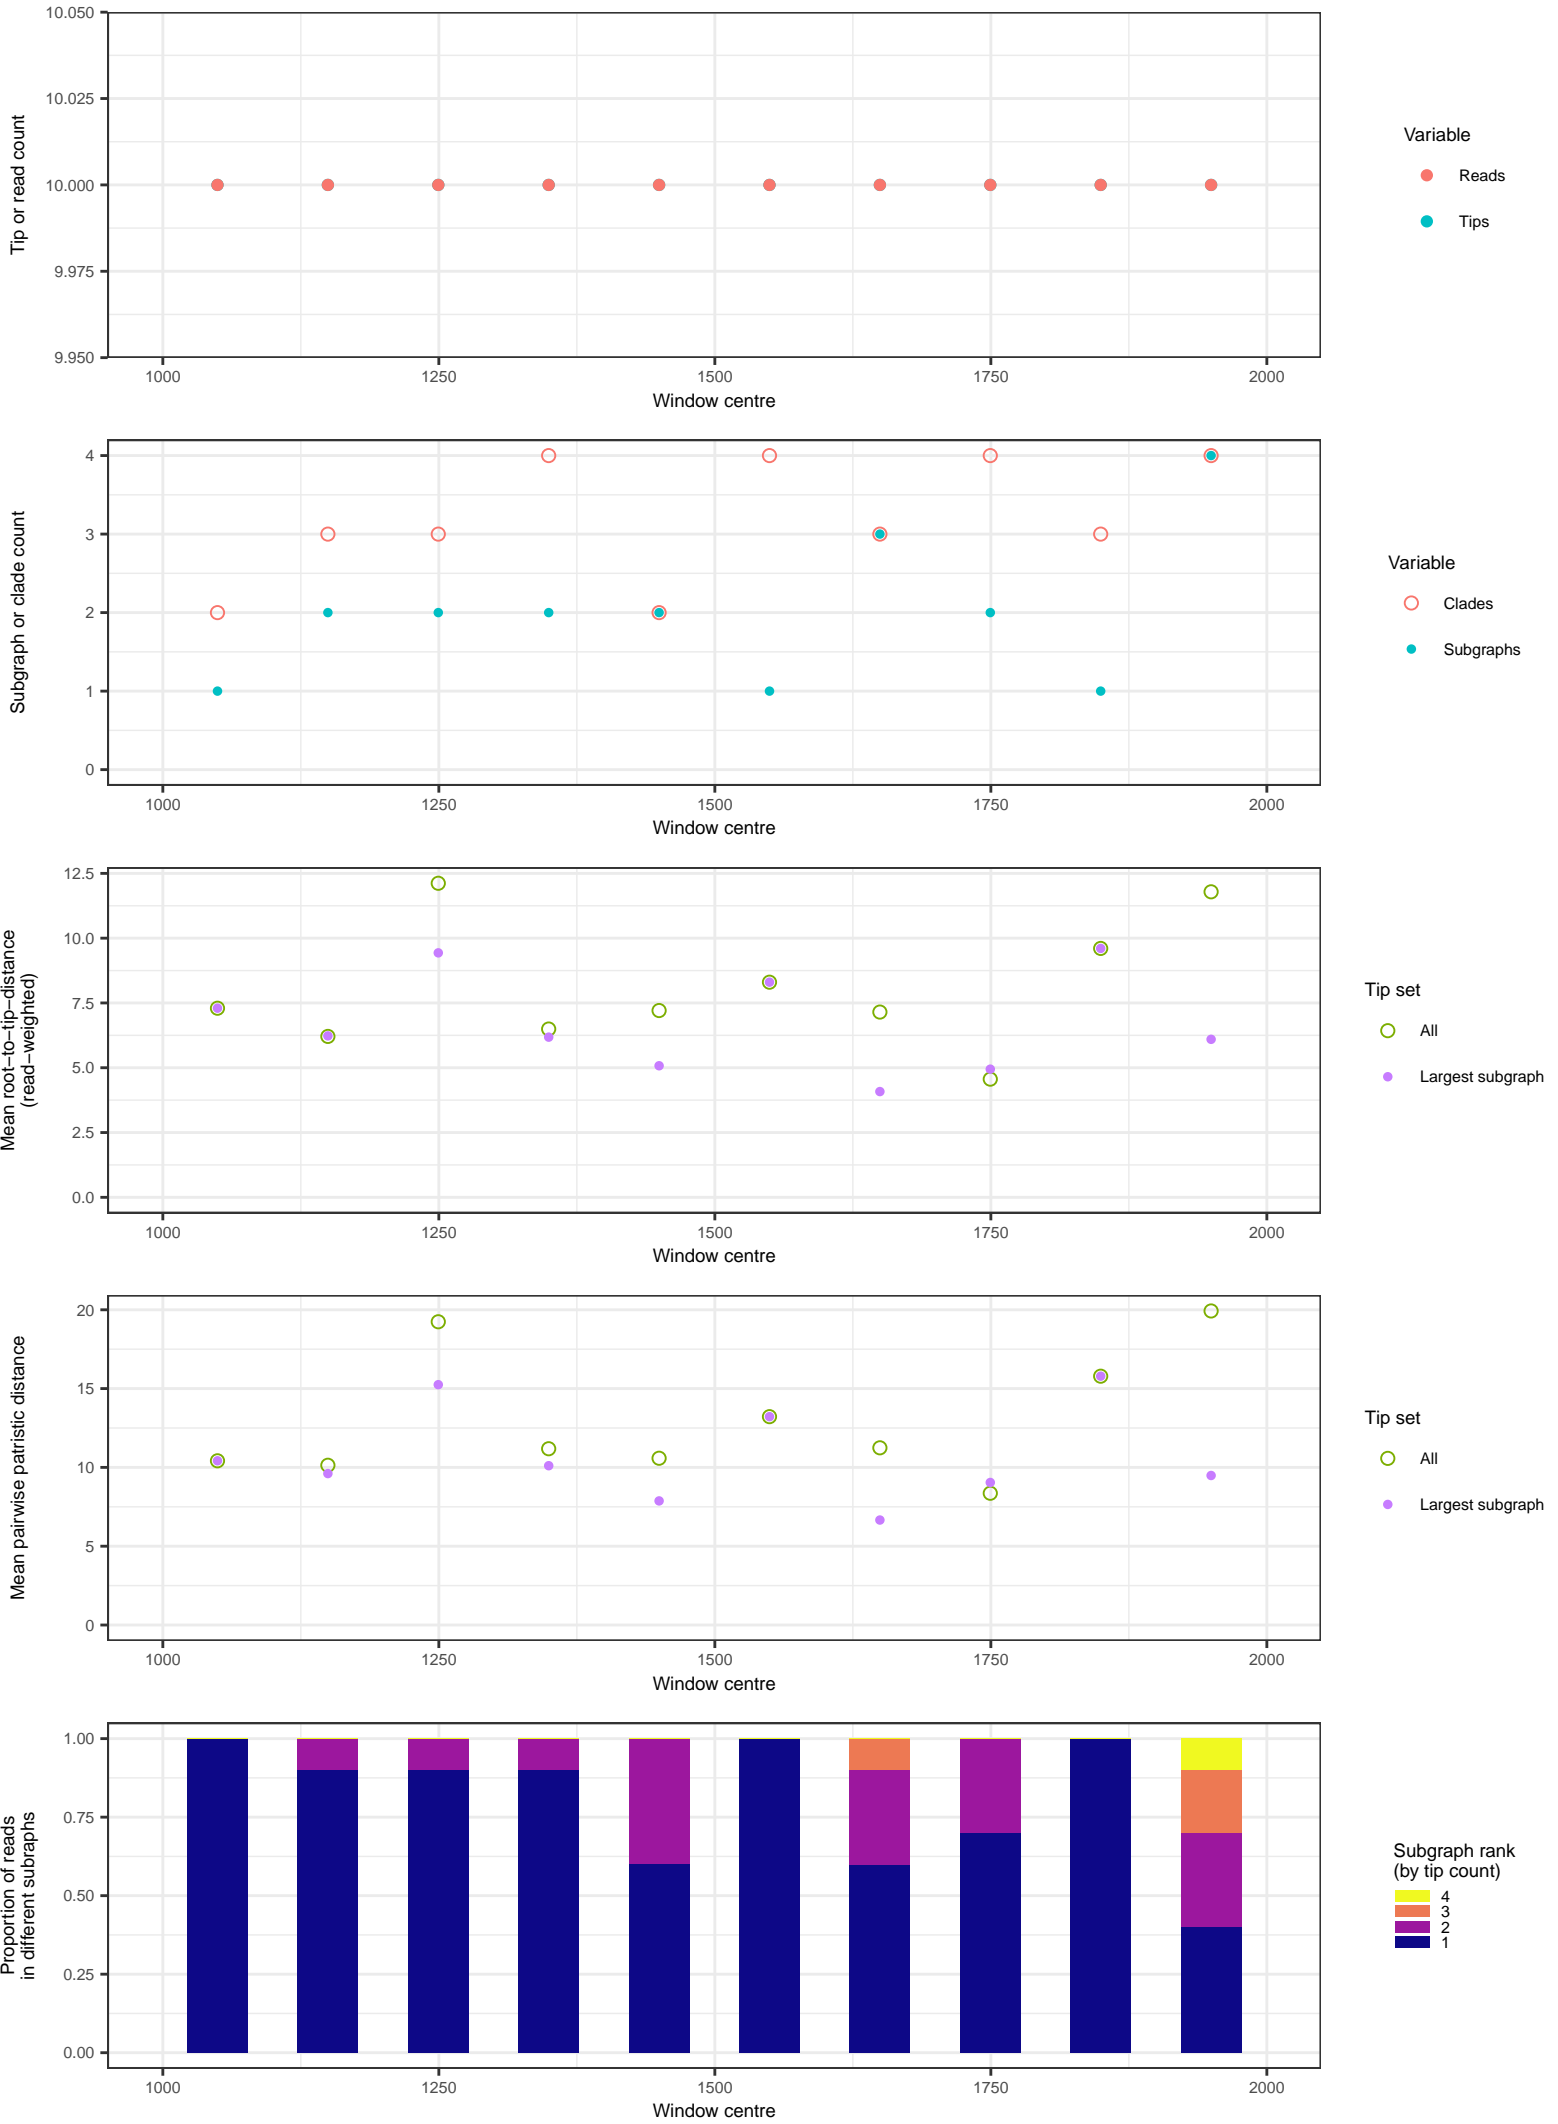 10.050
10.025
10.000
9.975
9.950
Tip or read count
1000 1250 1500 1750 2000
Window centre
Variable
Reads
Tips
4
3
2
1
0
Subgraph or clade count
1000 1250 1500 1750 2000
Window centre
Variable
Clades
Subgraphs
12.5
10.0
7.5
5.0
2.5
0.0
Mean root−to−tip−distance
(read−weighted)
1000 1250 1500 1750 2000
Window centre
Tip set
All
Largest subgraph
20
15
10
5
0
Mean pairwise patristic distance
1000 1250 1500 1750 2000
Window centre
Tip set
All
Largest subgraph
1.00
0.75
0.50
0.25
0.00
Proportion of reads
in different subraphs
1000 1250 1500 1750 2000
Window centre
Subgraph rank
(by tip count)
4
3
2
1